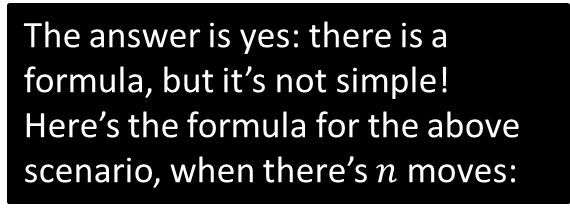 The answer is yes: there is a
formula, but it's not simple!
Here's the formula for the above
scenario, when there's n moves: